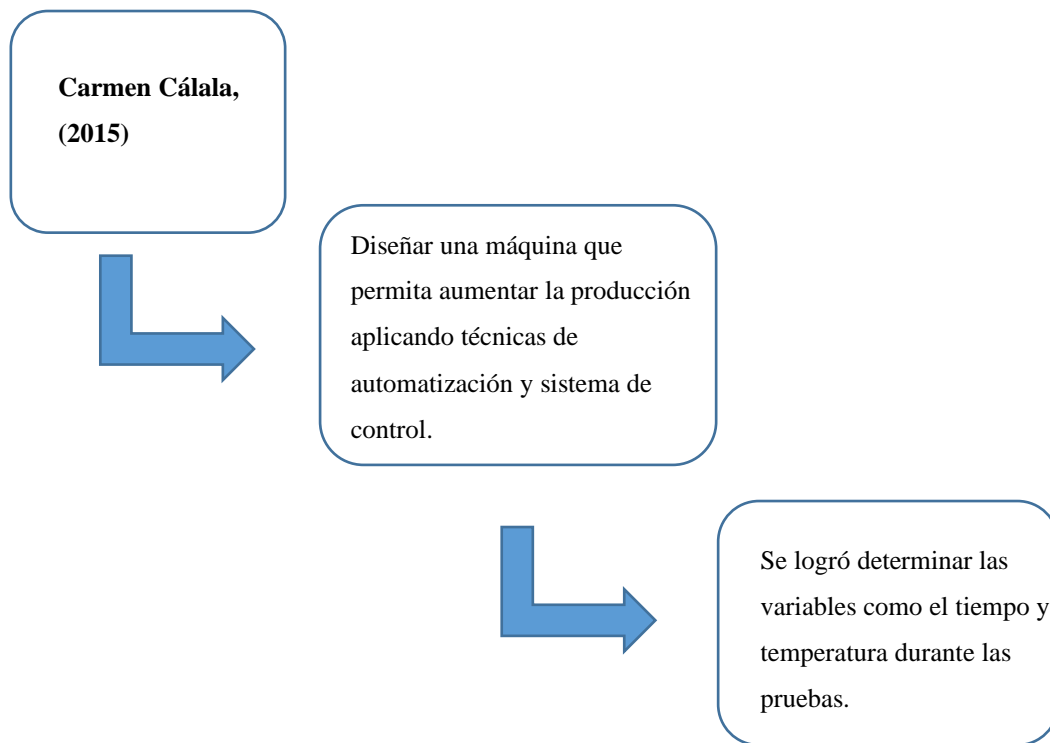 Carmen Cálala,
(2015)
Diseñar una máquina que
permita aumentar la producción
aplicando técnicas de
automatización y sistema de
control.
Se logró determinar las
variables como el tiempo y
temperatura durante las
pruebas.